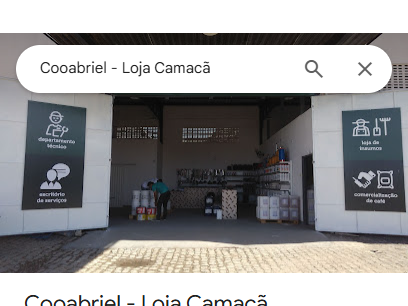 Cooabriel - Loja Camacã
departamento
técnico
escritório
de serviços
loja de
insumos
comercialização
de café
Cooabriel - Loja Camacã